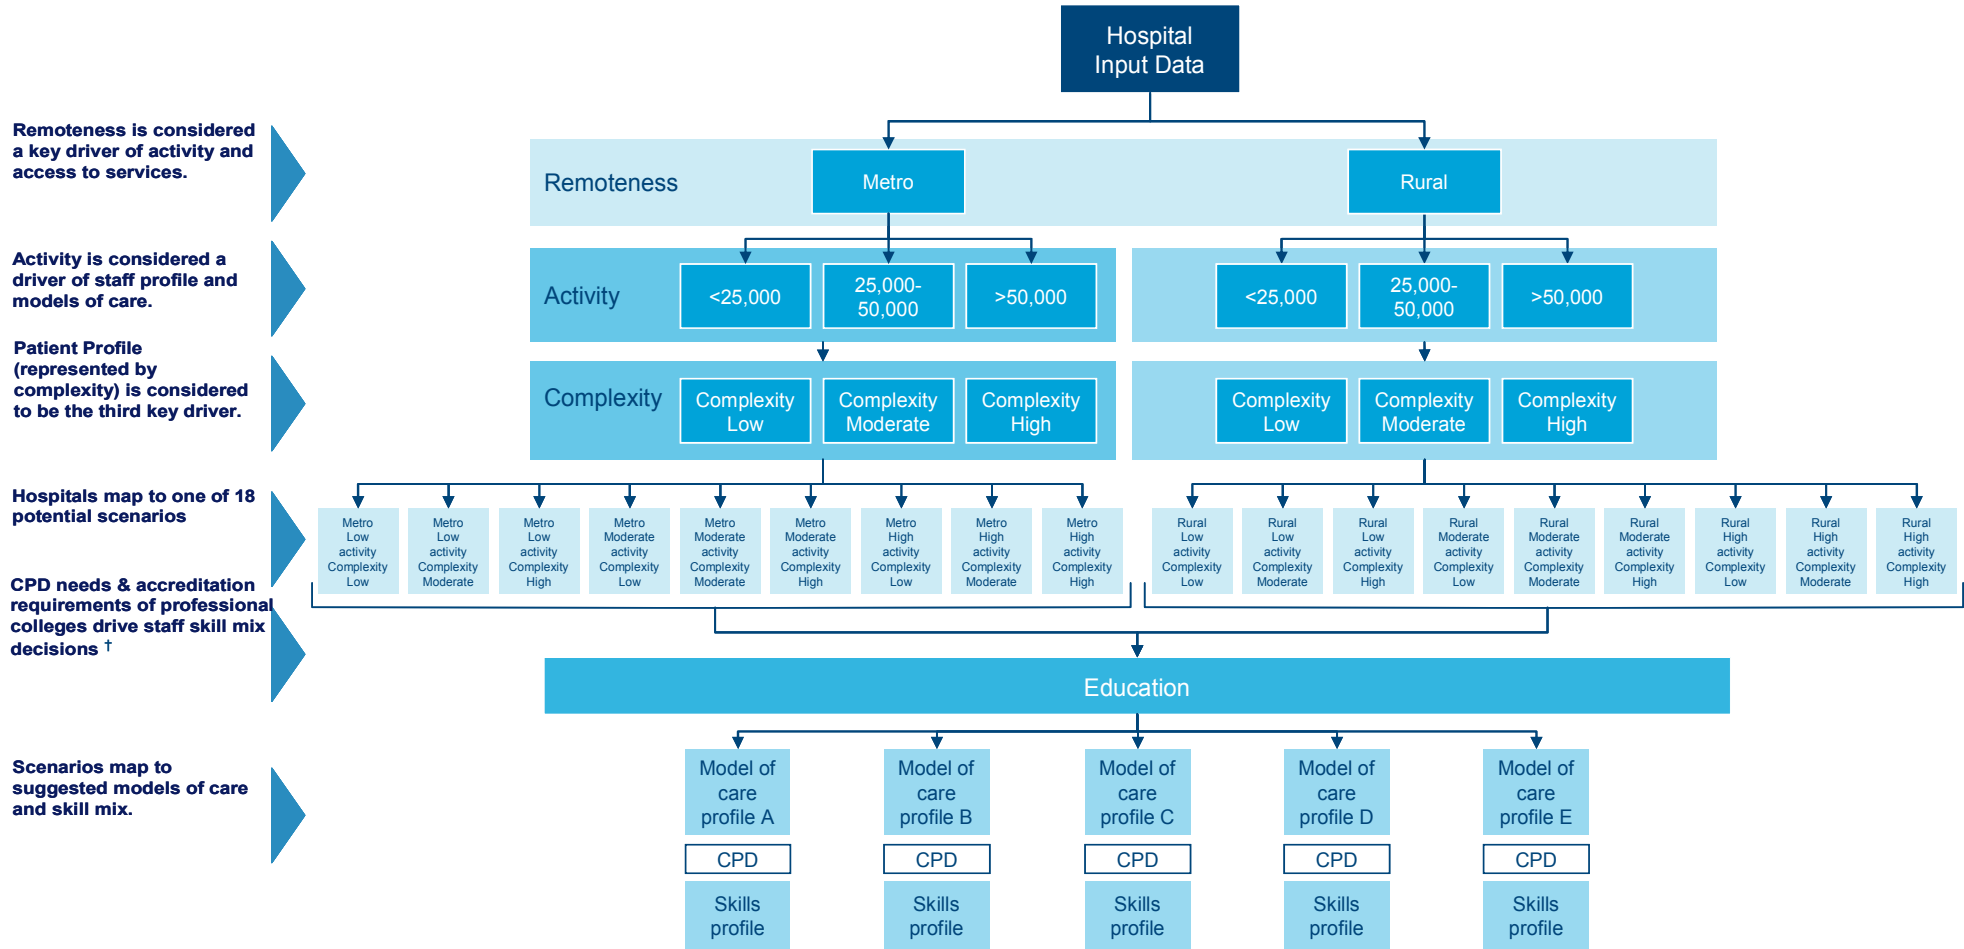 Hospital
Input Data
Remoteness is considered
a key driver of activity and
access to services.
Remoteness
Metro
Rural
Activity is considered a
driver of staff profile and
models of care.
Activity
<25,000
25,000-
50,000
>50,000
<25,000
25,000-
50,000
>50,000
Patient Profile
(represented by
complexity) is considered
to be the third key driver.
Complexity
Complexity
Low
Complexity
Moderate
Complexity
High
Complexity
Low
Complexity
Moderate
Complexity
High
Hospitals map to one of 18
potential scenarios
Metro
Low
activity
Complexity
Low
Metro
Low
activity
Complexity
Moderate
Metro
Low
activity
Complexity
High
Metro
Moderate
activity
Complexity
Low
Metro
Moderate
activity
Complexity
Moderate
Metro
Moderate
activity
Complexity
High
Metro
High
activity
Complexity
Low
Metro
High
activity
Complexity
Moderate
Metro
High
activity
Complexity
High
Rural
Low
activity
Complexity
Low
Rural
Low
activity
Complexity
Moderate
Rural
Low
activity
Complexity
High
Rural
Moderate
activity
Complexity
Low
Rural
Moderate
activity
Complexity
Moderate
Rural
Moderate
activity
Complexity
High
Rural
High
activity
Complexity
Low
Rural
High
activity
Complexity
Moderate
Rural
High
activity
Complexity
High
CPD needs & accreditation
requirements of professional
colleges drive staff skill mix
decisions †
Education
Scenarios map to
suggested models of care
and skill mix.
Model of
care
profile A
Model of
care
profile B
Model of
care
profile C
Model of
care
profile D
Model of
care
profile E
CPD
CPD
CPD
CPD
CPD
Skills
profile
Skills
profile
Skills
profile
Skills
profile
Skills
profile